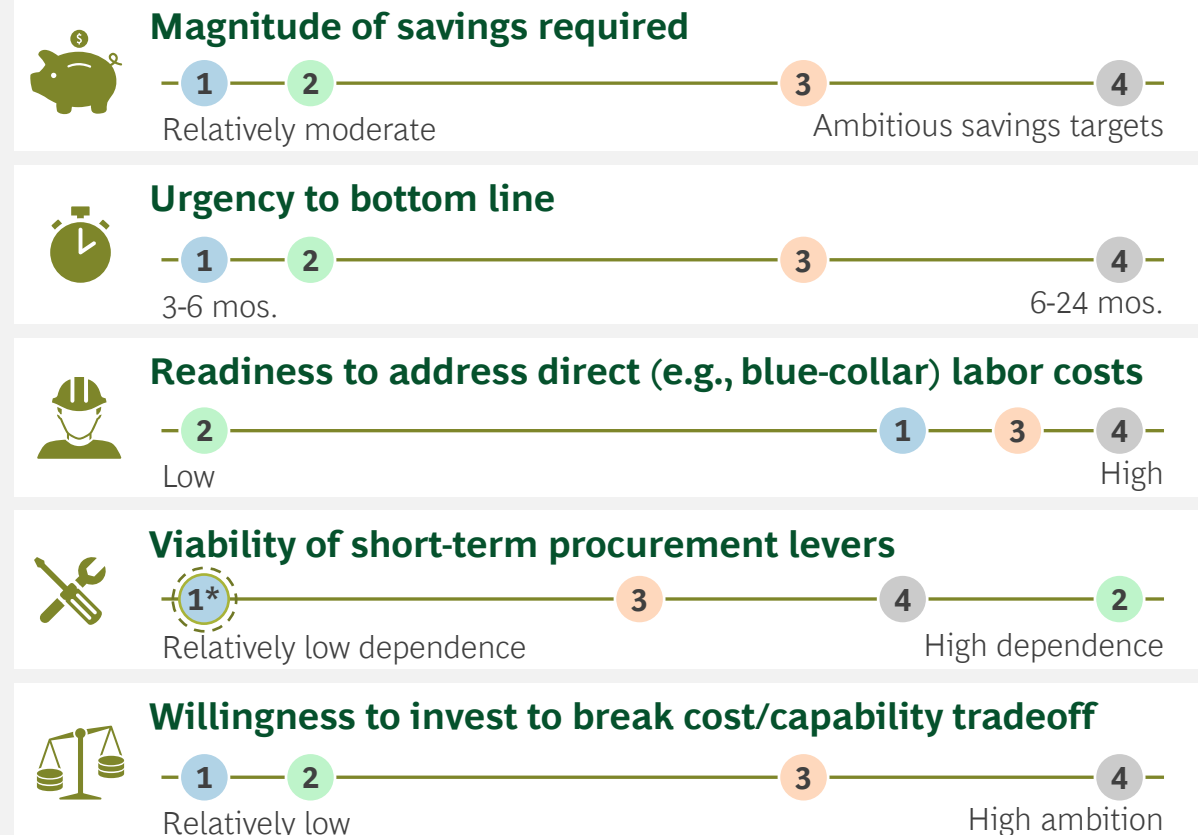 $
Magnitude of savings required
1 2 3 4
Relatively moderate Ambitious savings targets
Urgency to bottom line
1 2 3 4
3-6 mos. 6-24 mos.
Readiness to address direct (e.g., blue-collar) labor costs
2 1 3 4
Low High
Viability of short-term procurement levers
1* 3 4 2
Relatively low dependence High dependence
Willingness to invest to break cost/capability tradeoff
1 2 3 4
Relatively low High ambition